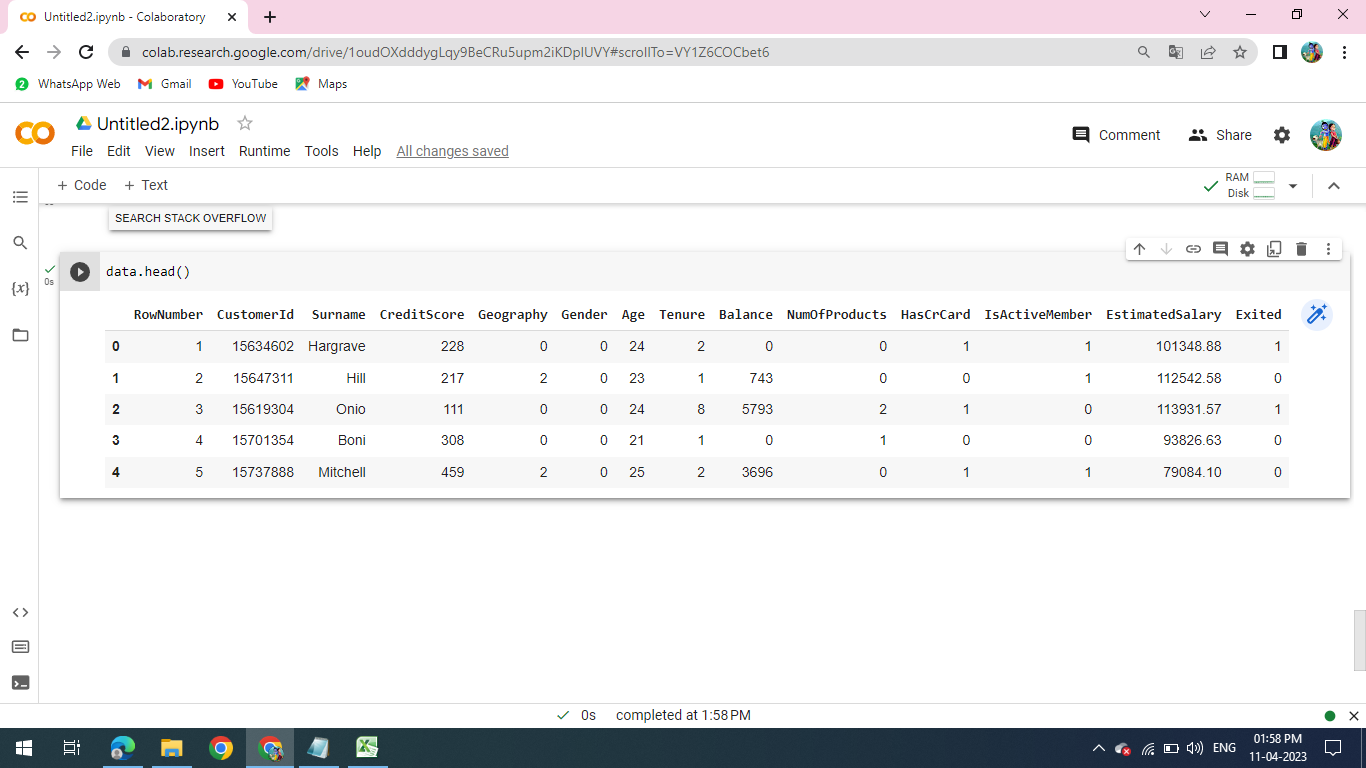 Untitled2.ipynb - Colaboratory
colab.research.google.com/drive/1oudOXdddygLqy9BeCRu5upm2iKDpIUVY#scrollTo=VY1Z6COCbet6
2 WhatsApp Web Gmail YouTube Maps
CO Untitled2.ipynb
Comment Share
File Edit View Insert Runtime Tools Help All changes saved
+ Code + Text RAM Disk
SEARCH STACK OVERFLOW
{x}
0s
data.head()
RowNumber CustomerId Surname CreditScore Geography Gender Age Tenure Balance NumOfProducts HasCrCard IsActiveMember EstimatedSalary Exited
0 1 15634602 Hargrave 228 0 0 24 2 0 0 1 1 101348.88 1
1 2 15647311 Hill 217 2 0 23 1 743 0 0 1 112542.58 0
2 3 15619304 Onio 111 0 0 24 8 5793 2 1 0 113931.57 1
3 4 15701354 Boni 308 0 0 21 1 0 1 0 0 93826.63 0
4 5 15737888 Mitchell 459 2 0 25 2 3696 0 1 1 79084.10 0
0s completed at 1:58 PM
ENG 01:58 PM
11-04-2023